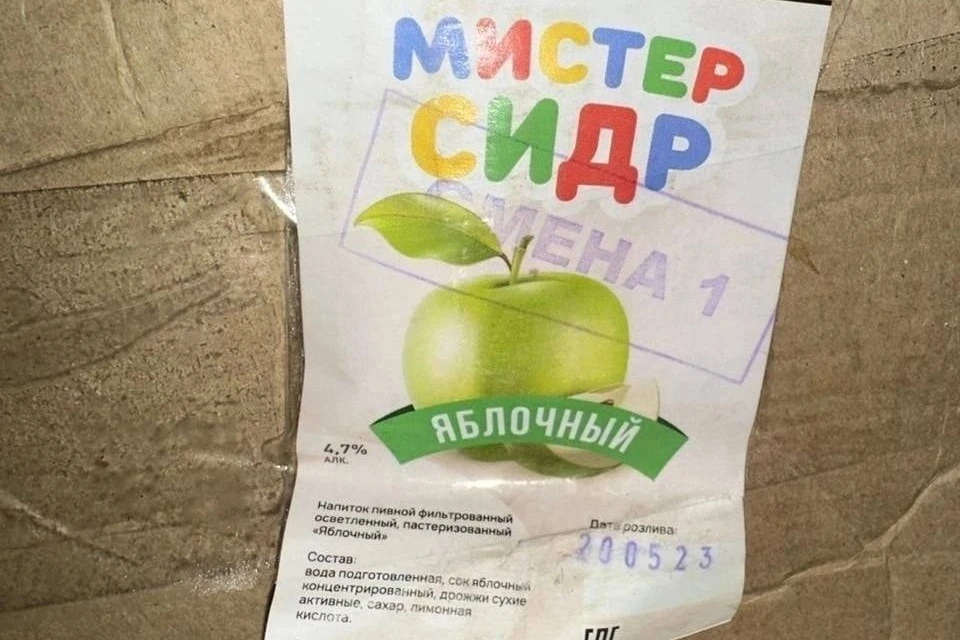 МИСТЕР
СИДР
СМЕНА 1
ЯБЛОЧНЫЙ
4.7%
АЛК.
Напиток пивной фильтрованный
осветленный, пастеризованный
«Яблочный»
Дата розлива:
200523
Состав:
вода подготовленная, сок яблочный
концентрированный, дрожжи сухие
активные, сахар, лимонная
кислота.